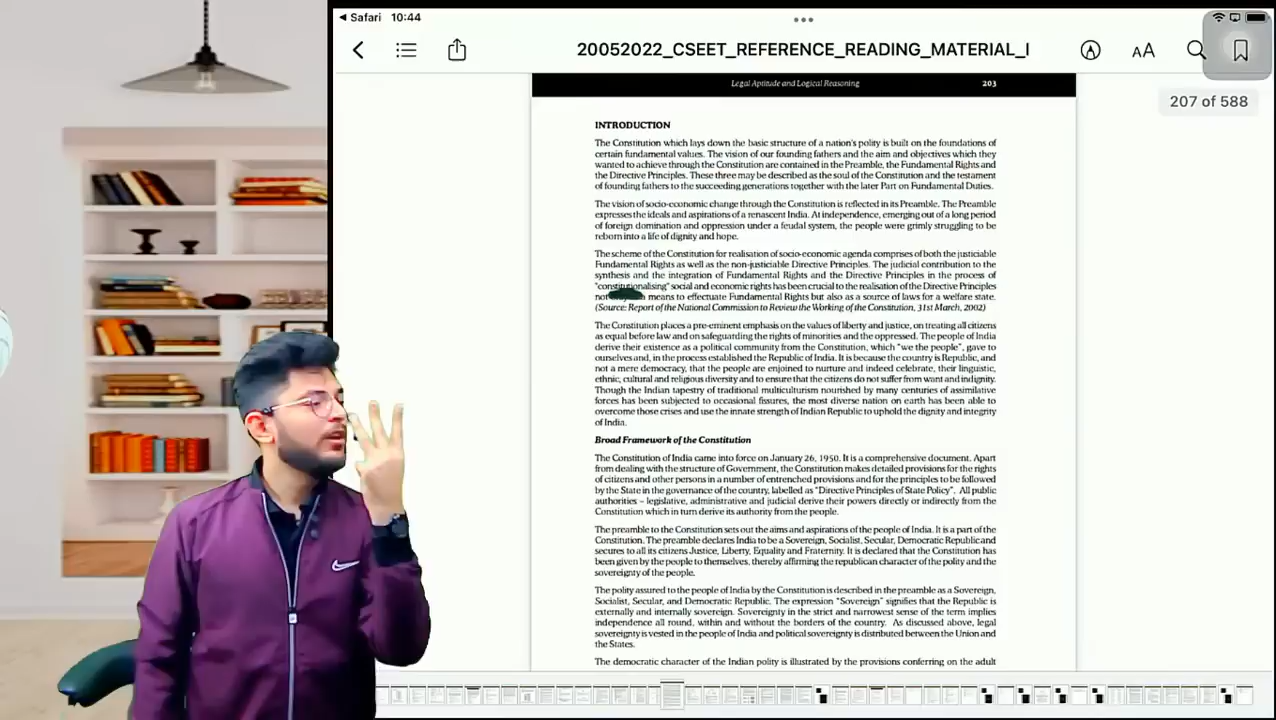 Safari 10:44
20052022_CSEET_REFERENCE_READING_MATERIAL_I
AA
207 of 588
Legal Aptitude and Logical Reasoning 203
INTRODUCTION
The Constitution which lays down the basic structure of a nation's polity is built on the foundations of
certain fundamental values. The vision of our founding fathers and the aim and objectives which they
wanted to achieve through the Constitution are contained in the Preamble, the Fundamental Rights and
the Directive Principles. These three may be described as the soul of the Constitution and the testament
of founding fathers to the succeeding generations together with the later Part on Fundamental Duties.
The vision of socio-economic change through the Constitution is reflected in its Preamble. The Preamble
expresses the ideals and aspirations of a renascent India. At independence, emerging out of a long period
of foreign domination and oppression under a feudal system, the people were grimly struggling to be
reborn into a life of dignity and hope.
The scheme of the Constitution for realisation of socio-economic agenda comprises of both the justiciable
Fundamental Rights as well as the non-justiciable Directive Principles. The judicial contribution to the
synthesis and the integration of Fundamental Rights and the Directive Principles in the process of
"constitutionalising" social and economic rights has been crucial to the realisation of the Directive Principles
not means to effectuate Fundamental Rights but also as a source of laws for a welfare state.
(Source: Report of the National Commission to Review the Working of the Constitution, 31st March, 2002)
The Constitution places a pre-eminent emphasis on the values of liberty and justice, on treating all citizens
as equal before law and on safeguarding the rights of minorities and the oppressed. The people of India
derive their existence as a political community from the Constitution, which "we the people", gave to
ourselves and, in the process established the Republic of India. It is because the country is Republic, and
not a mere democracy, that the people are enjoined to nurture and indeed celebrate, their linguistic,
ethnic, cultural and religious diversity and to ensure that the citizens do not suffer from want and indignity.
Though the Indian tapestry of traditional multiculturism nourished by many centuries of assimilative
forces has been subjected to occasional fissures, the most diverse nation on earth has been able to
overcome those crises and use the innate strength of Indian Republic to uphold the dignity and integrity
of India.
Broad Framework of the Constitution
The Constitution of India came into force on January 26, 1950. It is a comprehensive document. Apart
from dealing with the structure of Government, the Constitution makes detailed provisions for the rights
of citizens and other persons in a number of entrenched provisions and for the principles to be followed
by the State in the governance of the country, labelled as "Directive Principles of State Policy". All public
authorities – legislative, administrative and judicial derive their powers directly or indirectly from the
Constitution which in turn derive its authority from the people.
The preamble to the Constitution sets out the aims and aspirations of the people of India. It is a part of the
Constitution. The preamble declares India to be a Sovereign, Socialist, Secular, Democratic Republic and
secures to all its citizens Justice, Liberty, Equality and Fraternity. It is declared that the Constitution has
been given by the people to themselves, thereby affirming the republican character of the polity and the
sovereignty of the people.
The polity assured to the people of India by the Constitution is described in the preamble as a Sovereign,
Socialist, Secular, and Democratic Republic. The expression "Sovereign" signifies that the Republic is
externally and internally sovereign. Sovereignty in the strict and narrowest sense of the term implies
independence all round, within and without the borders of the country. As discussed above, legal
sovereignty is vested in the people of India and political sovereignty is distributed between the Union and
the States.
The democratic character of the Indian polity is illustrated by the provisions conferring on the adult